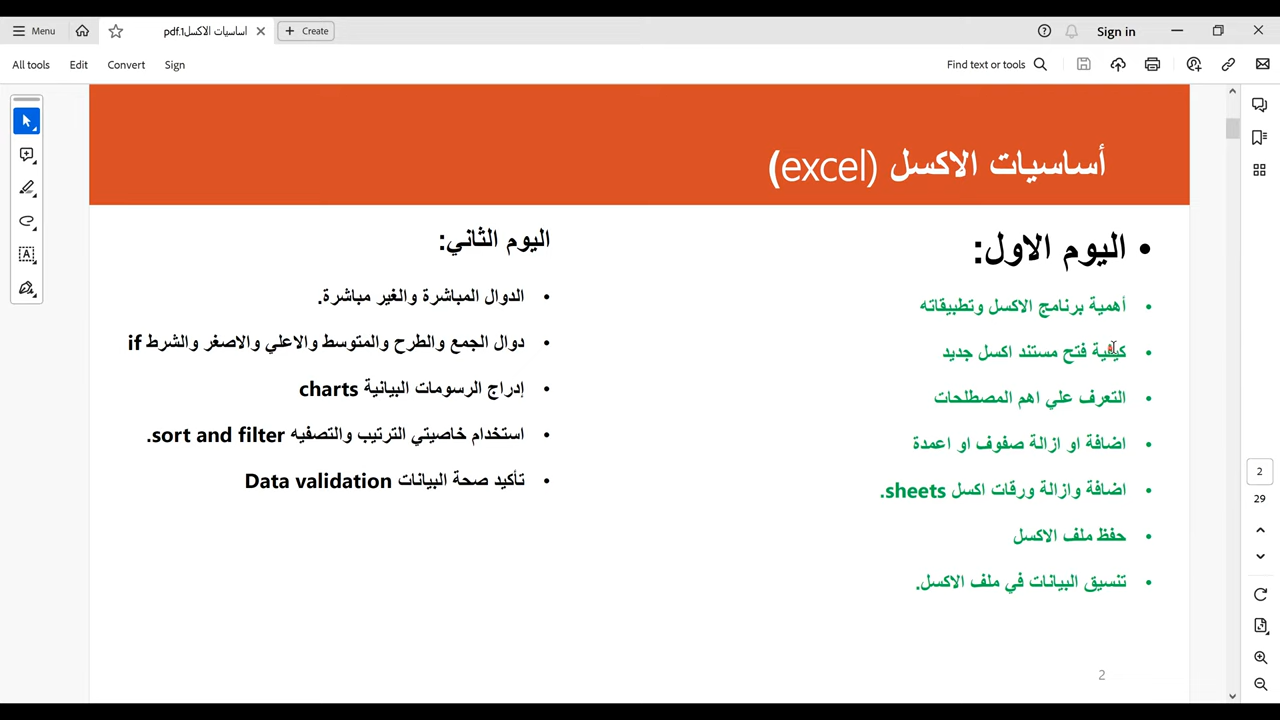 Menu
اساسيات الاكسل1.pdf
Create
Sign in
All tools
Edit
Convert
Sign
Find text or tools
أساسيات الاكسل (excel)
اليوم الاول:
أهمية برنامج الاكسل وتطبيقاته
كيفية فتح مستند اكسل جديد
التعرف علي اهم المصطلحات
اضافة او ازالة صفوف او اعمدة
اضافة وازالة ورقات اكسل sheets.
حفظ ملف الاكسل
تنسيق البيانات في ملف الاكسل.
اليوم الثاني:
الدوال المباشرة والغير مباشرة.
دوال الجمع والطرح والمتوسط والاعلي والاصغر والشرط if
إدراج الرسومات البيانية charts
استخدام خاصيتي الترتيب والتصفيه sort and filter.
تأكيد صحة البيانات Data validation
2
2
29